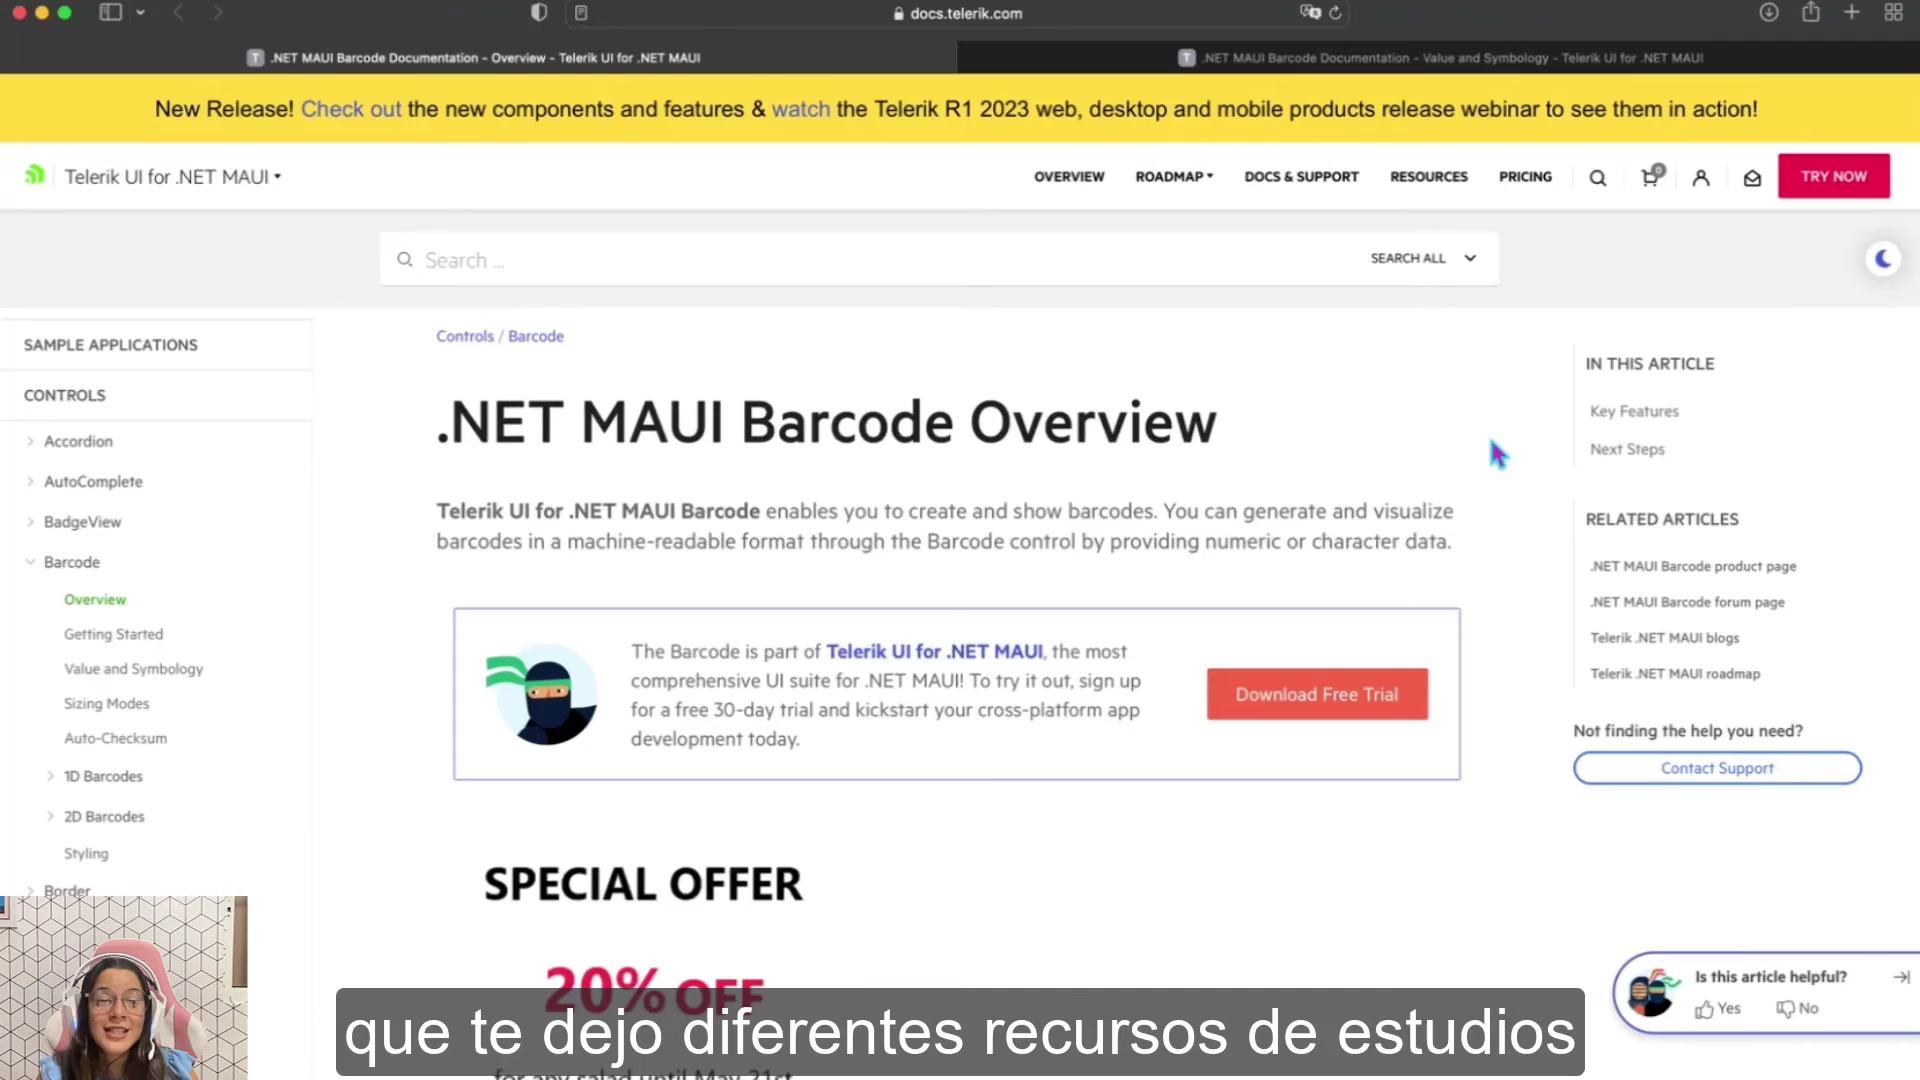 docs.telerik.com
.NET MAUI Barcode Documentation - Overview - Telerik UI for .NET MAUI
.NET MAUI Barcode Documentation - Value and Symbology - Telerik UI for .NET MAUI
New Release! Check out the new components and features & watch the Telerik R1 2023 web, desktop and mobile products release webinar to see them in action!
Telerik UI for .NET MAUI
OVERVIEW
ROADMAP
DOCS & SUPPORT
RESOURCES
PRICING
0
TRY NOW
Search ...
SEARCH ALL
SAMPLE APPLICATIONS
CONTROLS
Accordion
AutoComplete
BadgeView
Barcode
Overview
Getting Started
Value and Symbology
Sizing Modes
Auto-Checksum
1D Barcodes
2D Barcodes
Styling
Border
Controls / Barcode
.NET MAUI Barcode Overview
Telerik UI for .NET MAUI Barcode enables you to create and show barcodes. You can generate and visualize
barcodes in a machine-readable format through the Barcode control by providing numeric or character data.
The Barcode is part of Telerik UI for .NET MAUI, the most
comprehensive UI suite for .NET MAUI! To try it out, sign up
for a free 30-day trial and kickstart your cross-platform app
development today.
Download Free Trial
SPECIAL OFFER
20% OFF
for any salad until May 21st
IN THIS ARTICLE
Key Features
Next Steps
RELATED ARTICLES
.NET MAUI Barcode product page
.NET MAUI Barcode forum page
Telerik .NET MAUI blogs
Telerik .NET MAUI roadmap
Not finding the help you need?
Contact Support
Is this article helpful?
Yes
No
que te dejo diferentes recursos de estudios